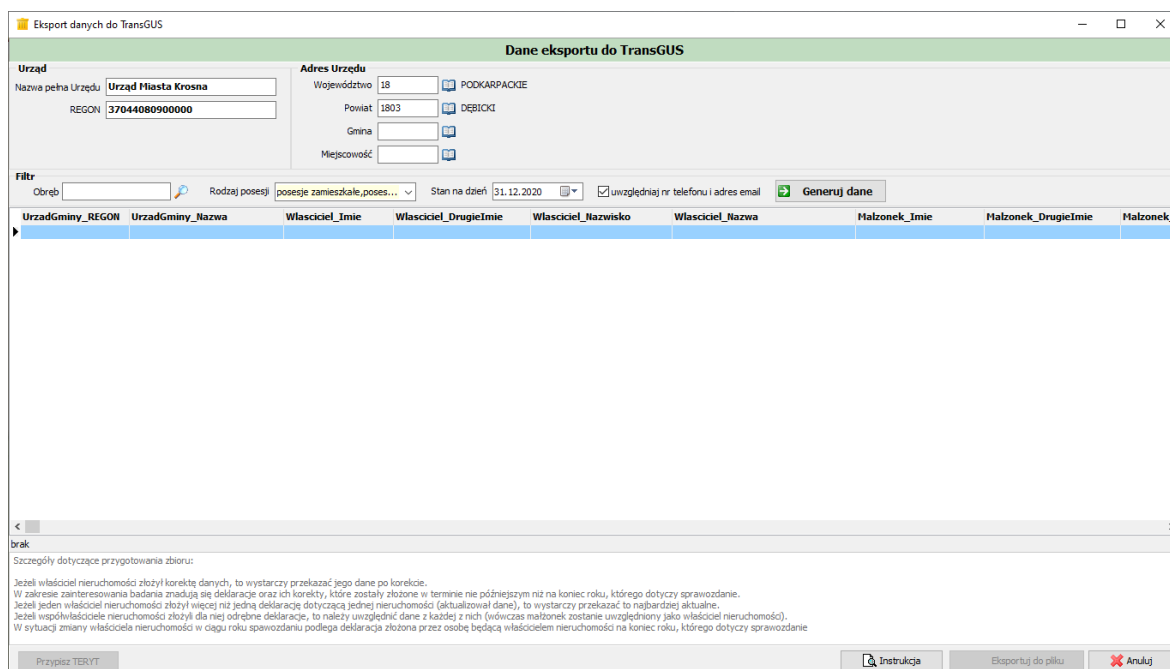 Eksport danych do TransGUS
Dane eksportu do TransGUS
Urząd
Nazwa pełna Urzędu Urząd Miasta Krosna
REGON 37044080900000
Adres Urzędu
Województwo 18 PODKARPACKIE
Powiat 1803 DĘBICKI
Gmina
Miejscowość
Filtr
Obręb Rodzaj posesji posesje zamieszkałe,poses... Stan na dzień 31.12.2020 uwzględniaj nr telefonu i adres email Generuj dane
UrzadGminy_REGON UrzadGminy_Nazwa Wlasciciel_Imie Wlasciciel_DrugieImie Wlasciciel_Nazwisko Wlasciciel_Nazwa Malzonek_Imie Malzonek_DrugieImie Malzonek_
brak
Szczegóły dotyczące przygotowania zbioru:
Jeżeli właściciel nieruchomości złożył korektę danych, to wystarczy przekazać jego dane po korekcie.
W zakresie zainteresowania badania znadują się deklaracje oraz ich korekty, które zostały złożone w terminie nie późniejszym niż na koniec roku, którego dotyczy sprawozdanie.
Jeżeli jeden właściciel nieruchomości złożył więcej niż jedną deklarację dotyczącą jednej nieruchomości (aktualizował dane), to wystarczy przekazać to najbardziej aktualne.
Jeżeli współwłaściciele nieruchomości złożyli dla niej odrębne deklaracje, to należy uwzględnić dane z każdej z nich (wówczas małżonek zostanie uwzględniony jako właściciel nieruchomości).
W sytuacji zmiany właściciela nieruchomości w ciągu roku spawozdaniu podlega deklaracja złożona przez osobę będącą właścicielem nieruchomości na koniec roku, którego dotyczy sprawozdanie
Przypisz TERYT Instrukcja Eksportuj do pliku Anuluj